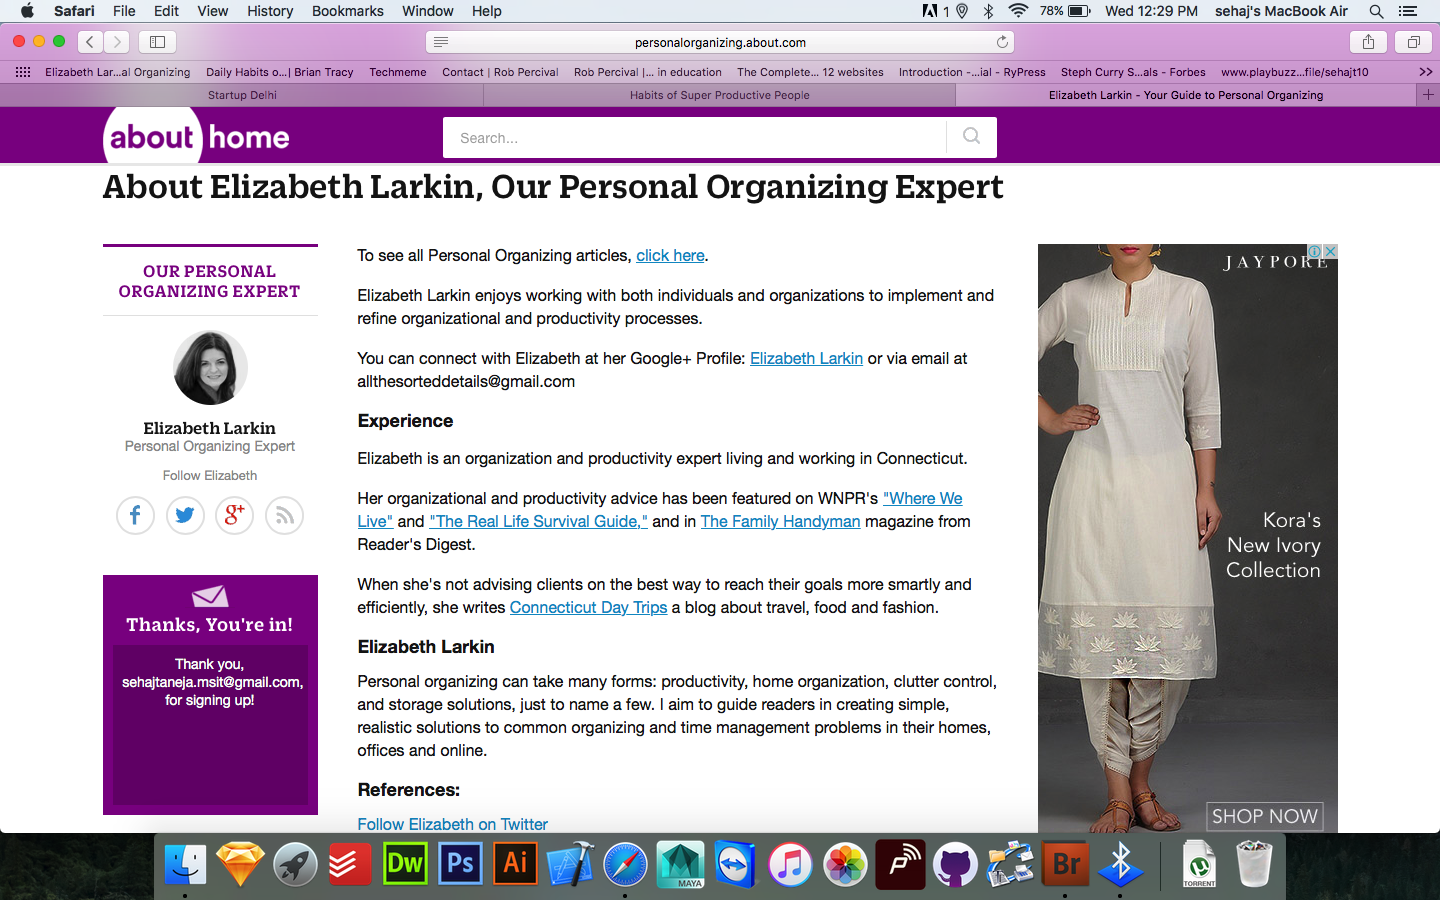 Safari File Edit View History Bookmarks Window Help 1 78% Wed 12:29 PM sehaj's MacBook Air
personalorganizing.about.com
Elizabeth Lar...al Organizing Daily Habits o...| Brian Tracy Techmeme Contact | Rob Percival Rob Percival |... in education The Complete... 12 websites Introduction -...ial - RyPress Steph Curry S...als - Forbes www.playbuzz...file/sehajt10 >>
Startup Delhi Habits of Super Productive People Elizabeth Larkin - Your Guide to Personal Organizing
about home Search...
About Elizabeth Larkin, Our Personal Organizing Expert
OUR PERSONAL
ORGANIZING EXPERT
Elizabeth Larkin
Personal Organizing Expert
Follow Elizabeth
Thanks, You're in!
Thank you,
sehajtaneja.msit@gmail.com,
for signing up!
To see all Personal Organizing articles, click here.
Elizabeth Larkin enjoys working with both individuals and organizations to implement and
refine organizational and productivity processes.
You can connect with Elizabeth at her Google+ Profile: Elizabeth Larkin or via email at
allthesorteddetails@gmail.com
Experience
Elizabeth is an organization and productivity expert living and working in Connecticut.
Her organizational and productivity advice has been featured on WNPR's "Where We
Live" and "The Real Life Survival Guide," and in The Family Handyman magazine from
Reader's Digest.
When she's not advising clients on the best way to reach their goals more smartly and
efficiently, she writes Connecticut Day Trips a blog about travel, food and fashion.
Elizabeth Larkin
Personal organizing can take many forms: productivity, home organization, clutter control,
and storage solutions, just to name a few. I aim to guide readers in creating simple,
realistic solutions to common organizing and time management problems in their homes,
offices and online.
References:
Follow Elizabeth on Twitter
JAYPORE
Kora's
New Ivory
Collection
SHOP NOW
Dw Ps Ai MAYA Br TORRENT